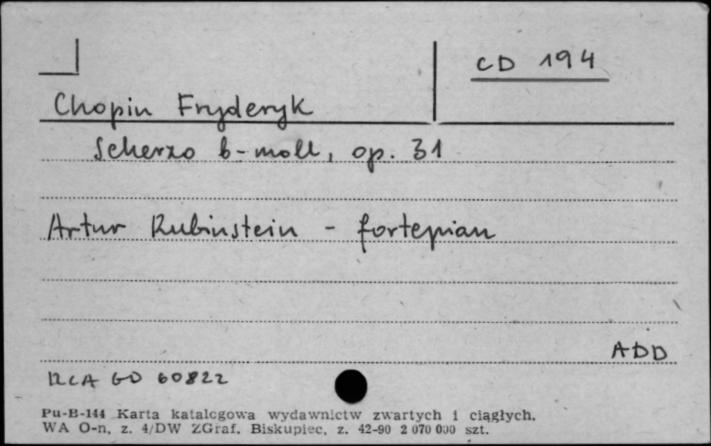 CD 194
Chopin Fryderyk
Scherzo b-moll, op. 31
Artur Rubinstein - fortepian
ADD
RCA GD 60822
Pu-B-144 Karta katalogowa wydawnictw zwartych i ciągłych.
WA O-n, z. 4/DW ZGraf. Biskupiec, z. 42-90 2 070 000 szt.